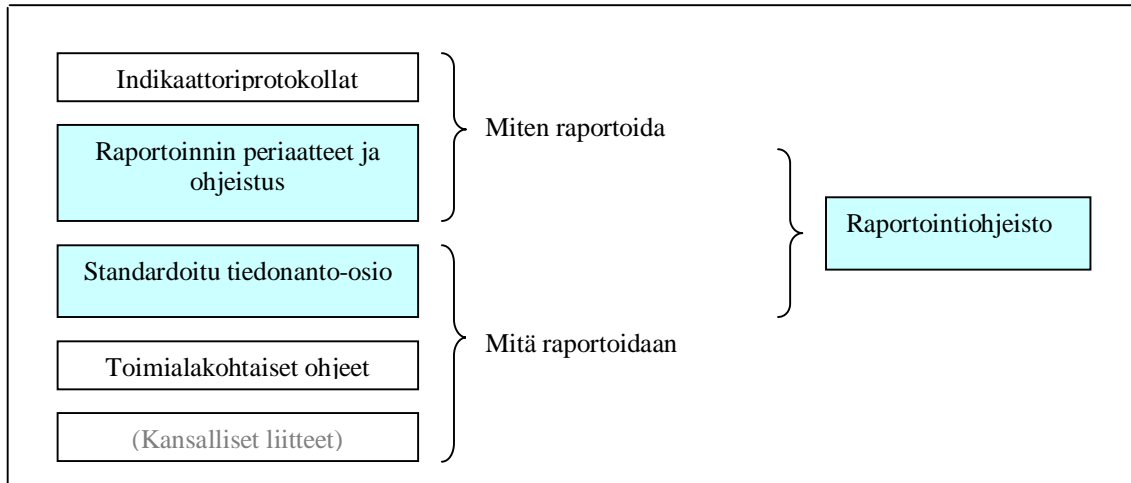 Indikaattoriprotokollat
Miten raportoida
Raportoinnin periaatteet ja
ohjeistus
Raportointiohjeisto
Standardoitu tiedonanto-osio
Mitä raportoidaan
Toimialakohtaiset ohjeet
(Kansalliset liitteet)